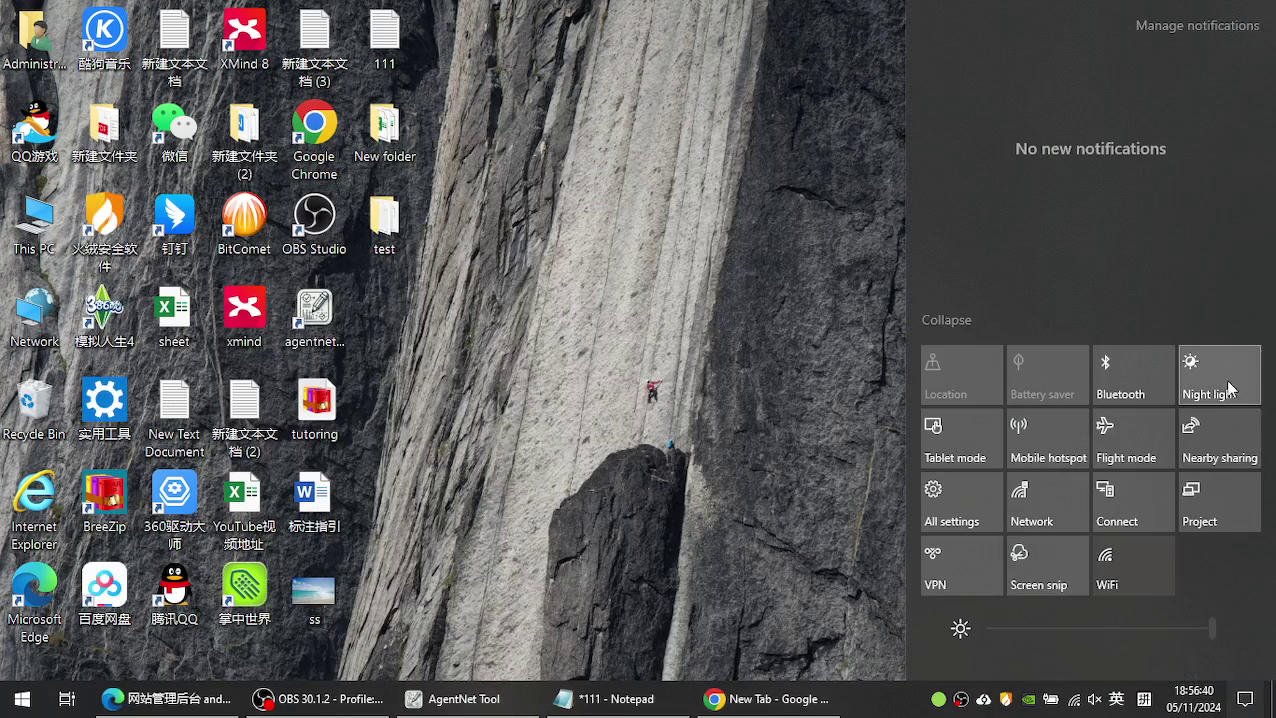 Administr...
酷狗音乐
新建文本文
档
XMind 8
新建文本文
档 (3)
111
QQ游戏
新建文件夹
微信
新建文件夹
(2)
Google
Chrome
New folder
This PC
火绒安全软
件
钉钉
BitComet
OBS Studio
test
Network
模拟人生4
sheet
xmind
agentnet...
Recycle Bin
实用工具
New Text
Document
新建文本文
档 (2)
tutoring
Internet
Explorer
BreeZip
360驱动大
师
YouTube视
频地址
标注指引
Microsoft
Edge
百度网盘
腾讯QQ
掌中世界
ss
Manage notifications
No new notifications
Collapse
Location
Battery saver
Bluetooth
Night light
Tablet mode
Mobile hotspot
Flight mode
Nearby sharing
All settings
Network
Connect
Project
VPN
Screen snip
WiFi
网站管理后台 and...
OBS 30.1.2 - Profile...
AgentNet Tool
*111 - Notepad
New Tab - Google ...
英
拼
18:55:40
05/11/2024